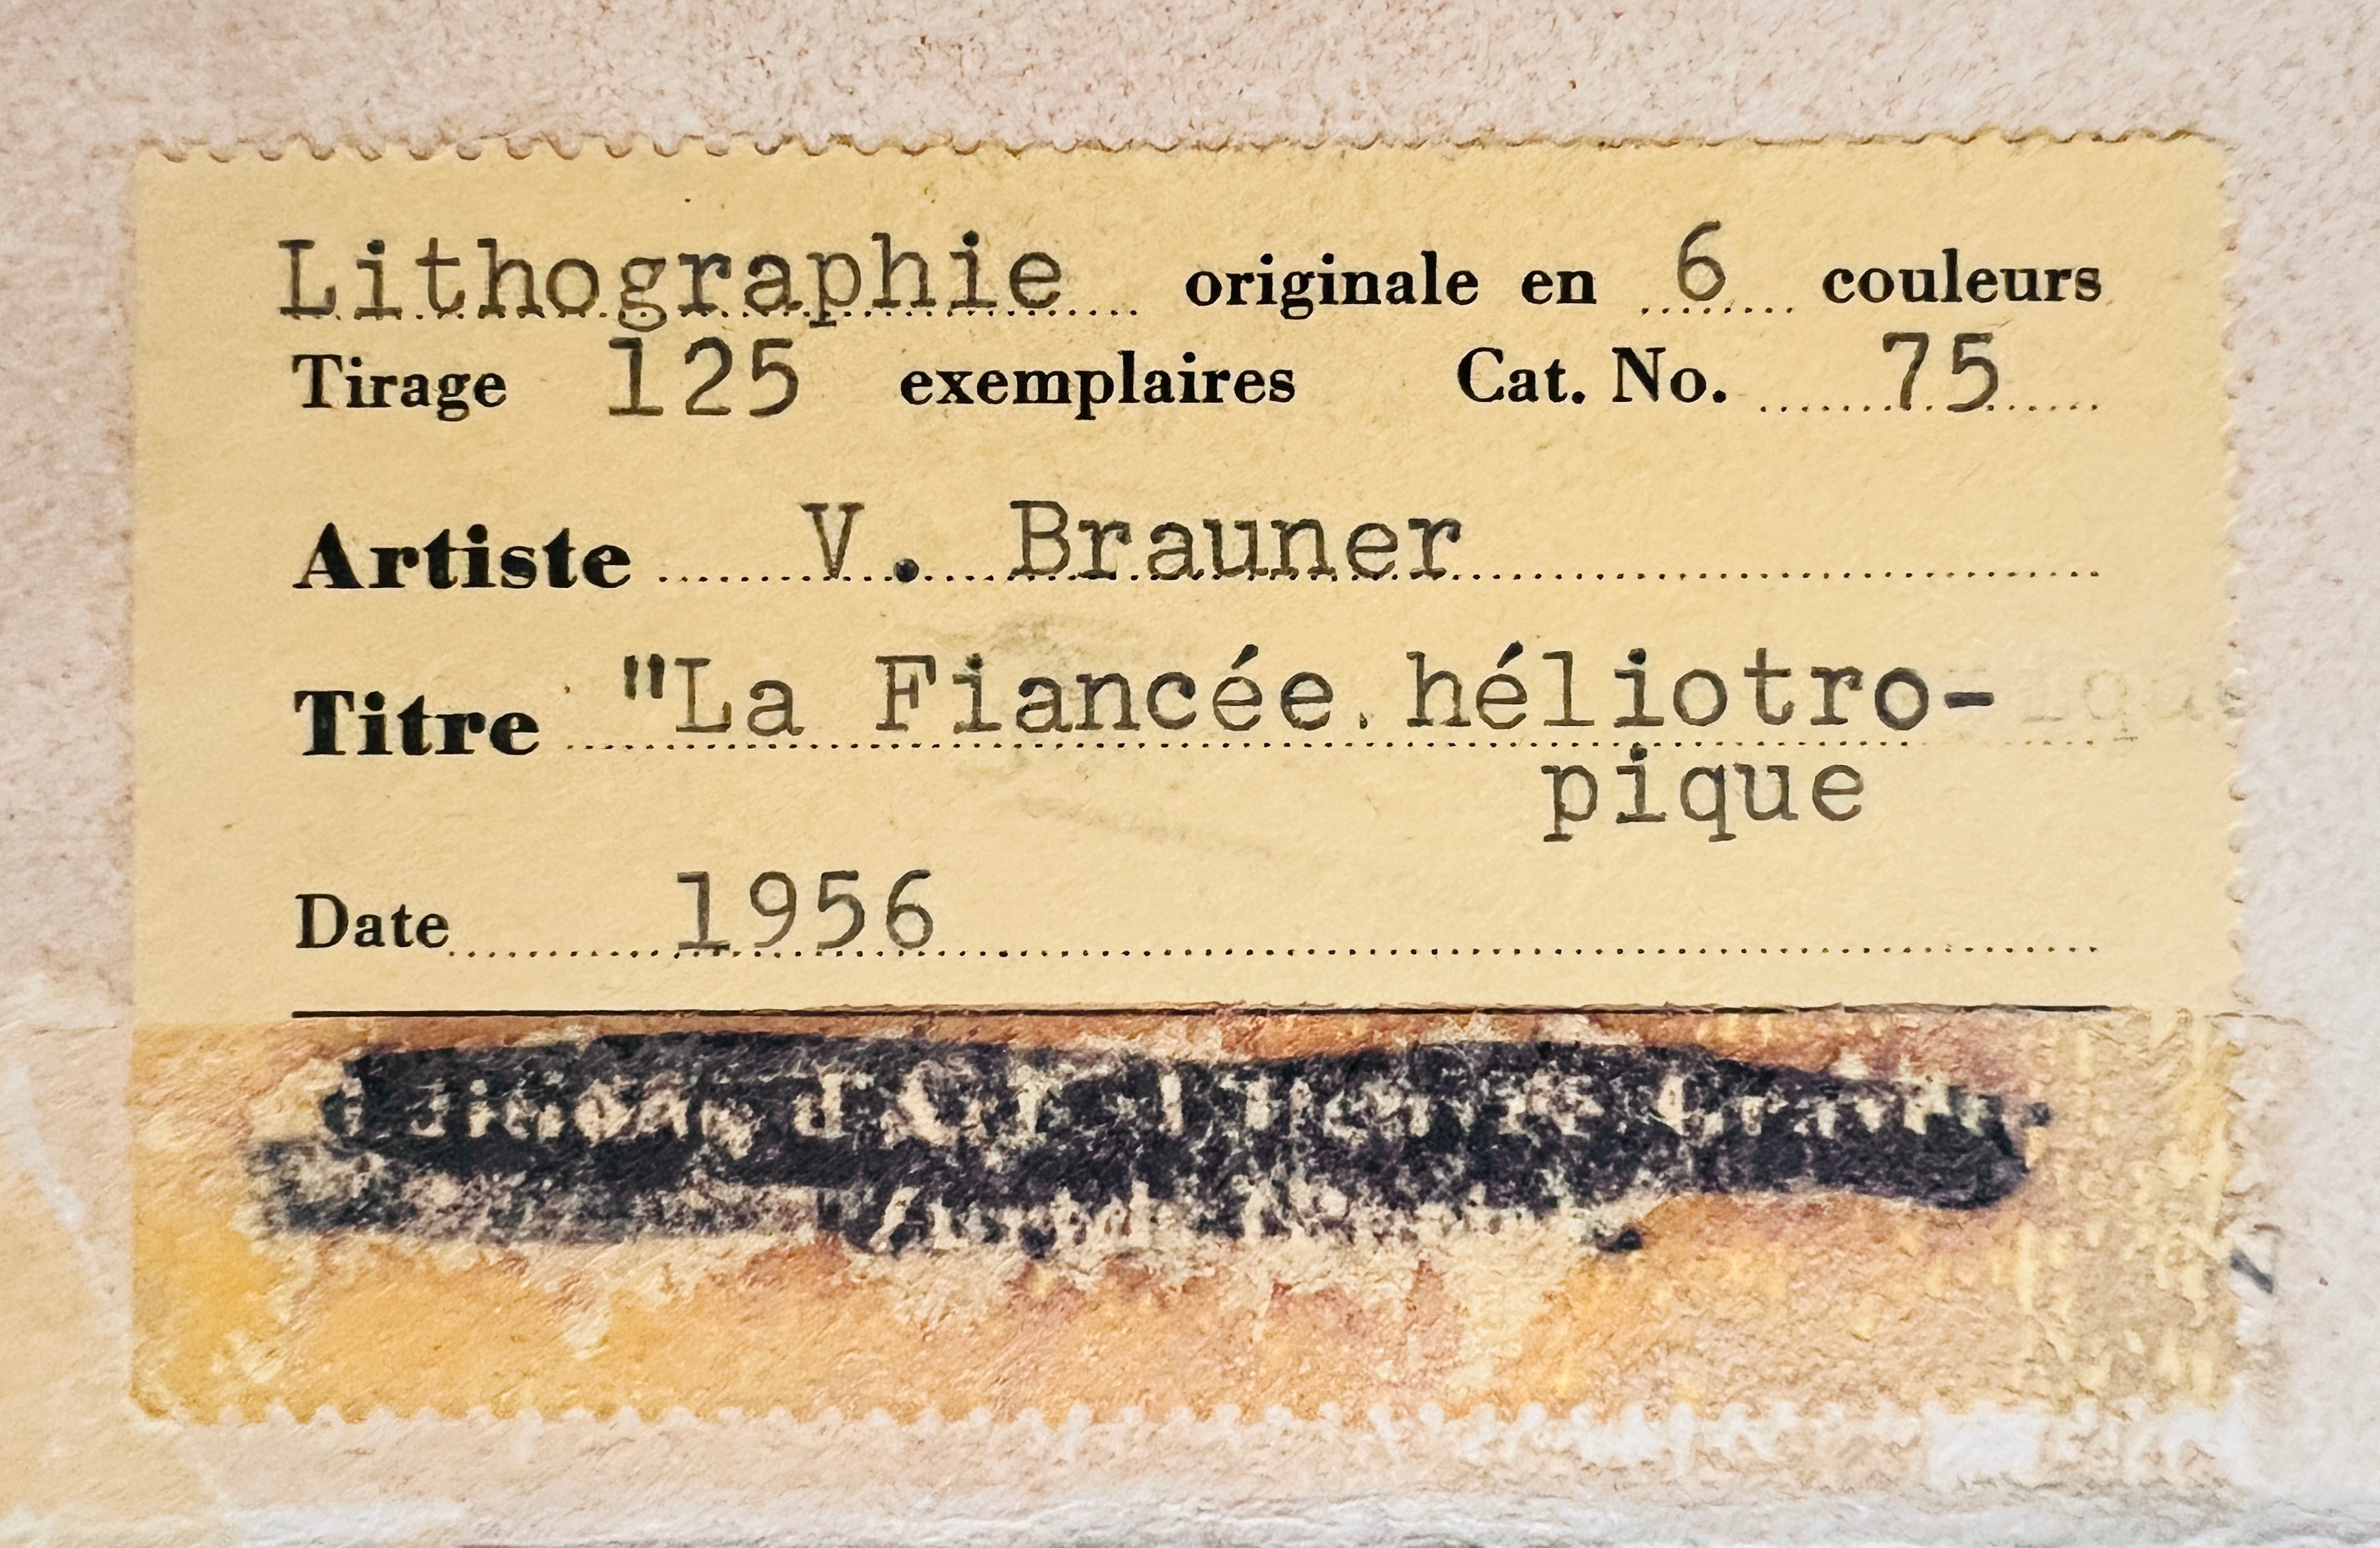 Lithographie originale en 6 couleurs
Tirage 125 exemplaires Cat. No. 75
Artiste V. Brauner
Titre "La Fiancée héliotro-
pique
Date 1956